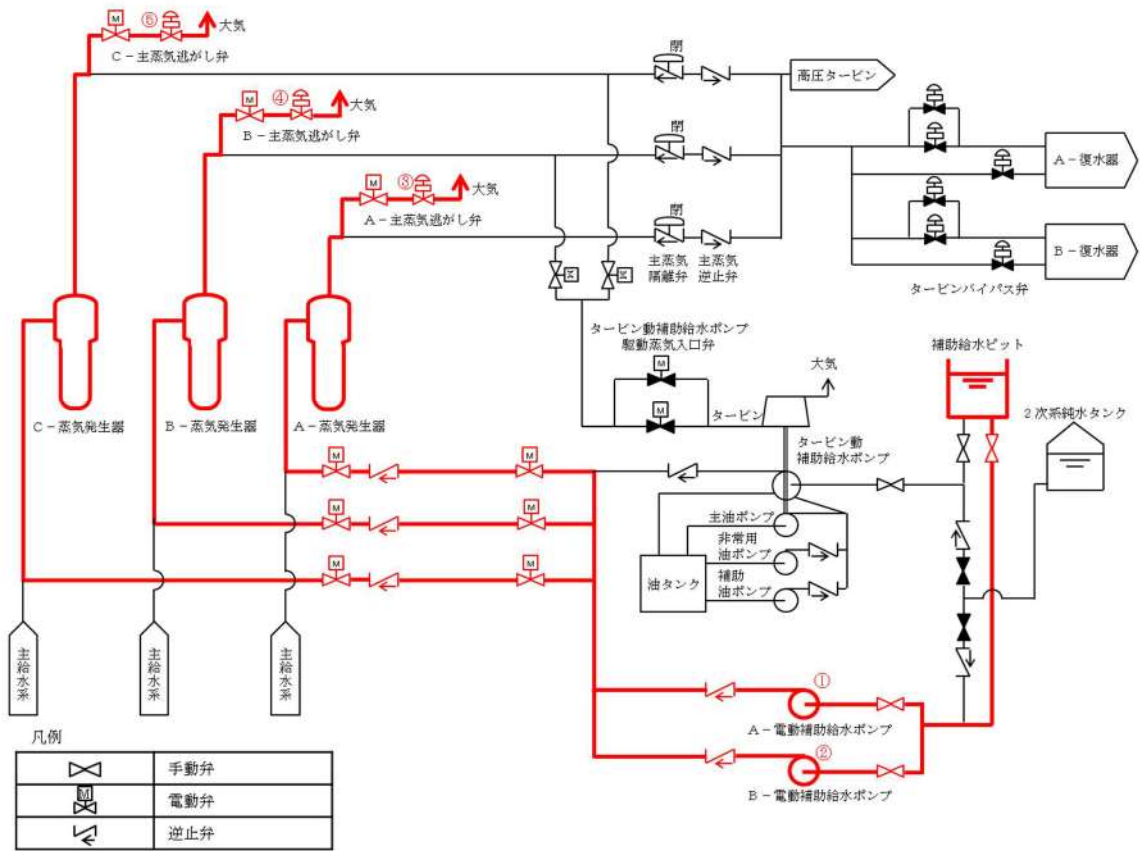 M
⑤
大気
C-主蒸気逃がし弁
閉
高圧タービン
M
④
大気
B-主蒸気逃がし弁
閉
A-復水器
M
③
大気
A-主蒸気逃がし弁
閉
主蒸気
隔離弁
主蒸気
逆止弁
B-復水器
タービンバイパス弁
M
M
タービン動補助給水ポンプ
駆動蒸気入口弁
M
M
タービン
大気
補助給水ピット
2次系純水タンク
C-蒸気発生器
B-蒸気発生器
A-蒸気発生器
タービン動
補助給水ポンプ
M
M
M
M
M
M
主油ポンプ
非常用
油ポンプ
補助
油ポンプ
油タンク
主給水系
主給水系
主給水系
①
A-電動補助給水ポンプ
②
B-電動補助給水ポンプ
凡例
手動弁
M
電動弁
逆止弁